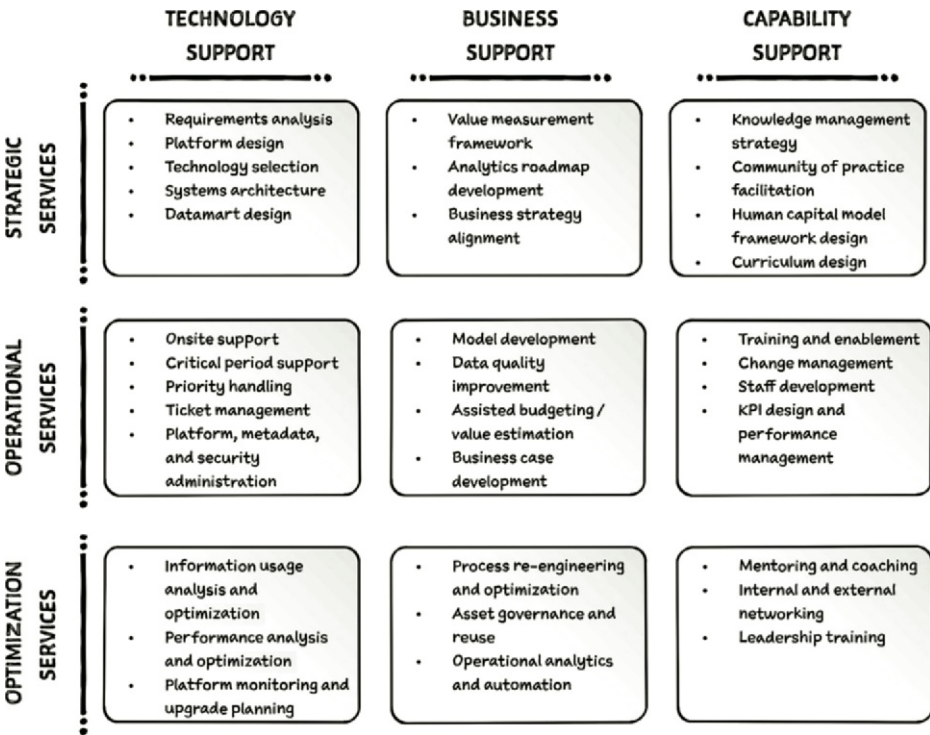 TECHNOLOGY
SUPPORT
BUSINESS
SUPPORT
CAPABILITY
SUPPORT
STRATEGIC
SERVICES
• Requirements analysis
• Platform design
• Technology selection
• Systems architecture
• Datamart design
• Value measurement
framework
• Analytics roadmap
development
• Business strategy
alignment
• Knowledge management
strategy
• Community of practice
facilitation
• Human capital model
framework design
• Curriculum design
OPERATIONAL
SERVICES
• Onsite support
• Critical period support
• Priority handling
• Ticket management
• Platform, metadata,
and security
administration
• Model development
• Data quality
improvement
• Assisted budgeting /
value estimation
• Business case
development
• Training and enablement
• Change management
• Staff development
• KPI design and
performance
management
OPTIMIZATION
SERVICES
• Information usage
analysis and
optimization
• Performance analysis
and optimization
• Platform monitoring and
upgrade planning
• Process re-engineering
and optimization
• Asset governance and
reuse
• Operational analytics
and automation
• Mentoring and coaching
• Internal and external
networking
• Leadership training